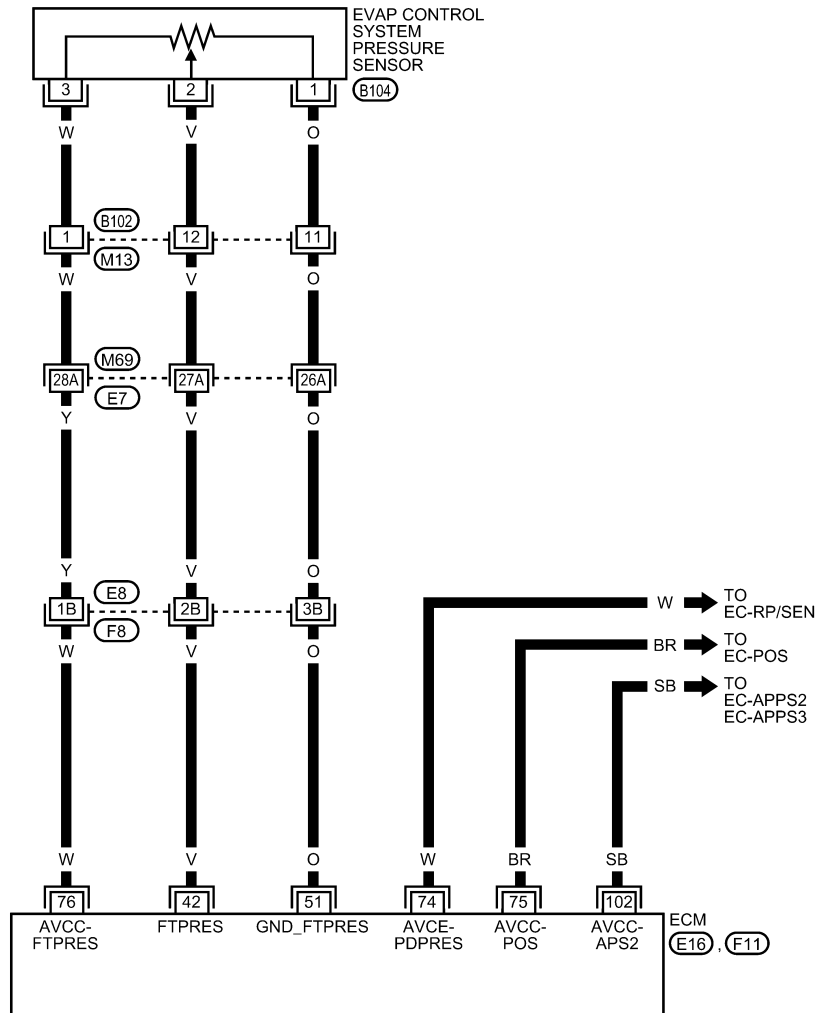 EVAP CONTROL
SYSTEM
PRESSURE
SENSOR
3 2 1 B104
W V O
B102
1 12 11
M13
W V O
M69
28A 27A 26A
E7
Y V O
Y V O
E8
1B 2B 3B
F8
W V O
W TO
EC-RP/SEN
BR TO
EC-POS
SB TO
EC-APPS2
EC-APPS3
W V O W BR SB
76 42 51 74 75 102
AVCC-
FTPRES
FTPRES
GND_FTPRES
AVCE-
PDPRES
AVCC-
POS
AVCC-
APS2
ECM
E16 , F11